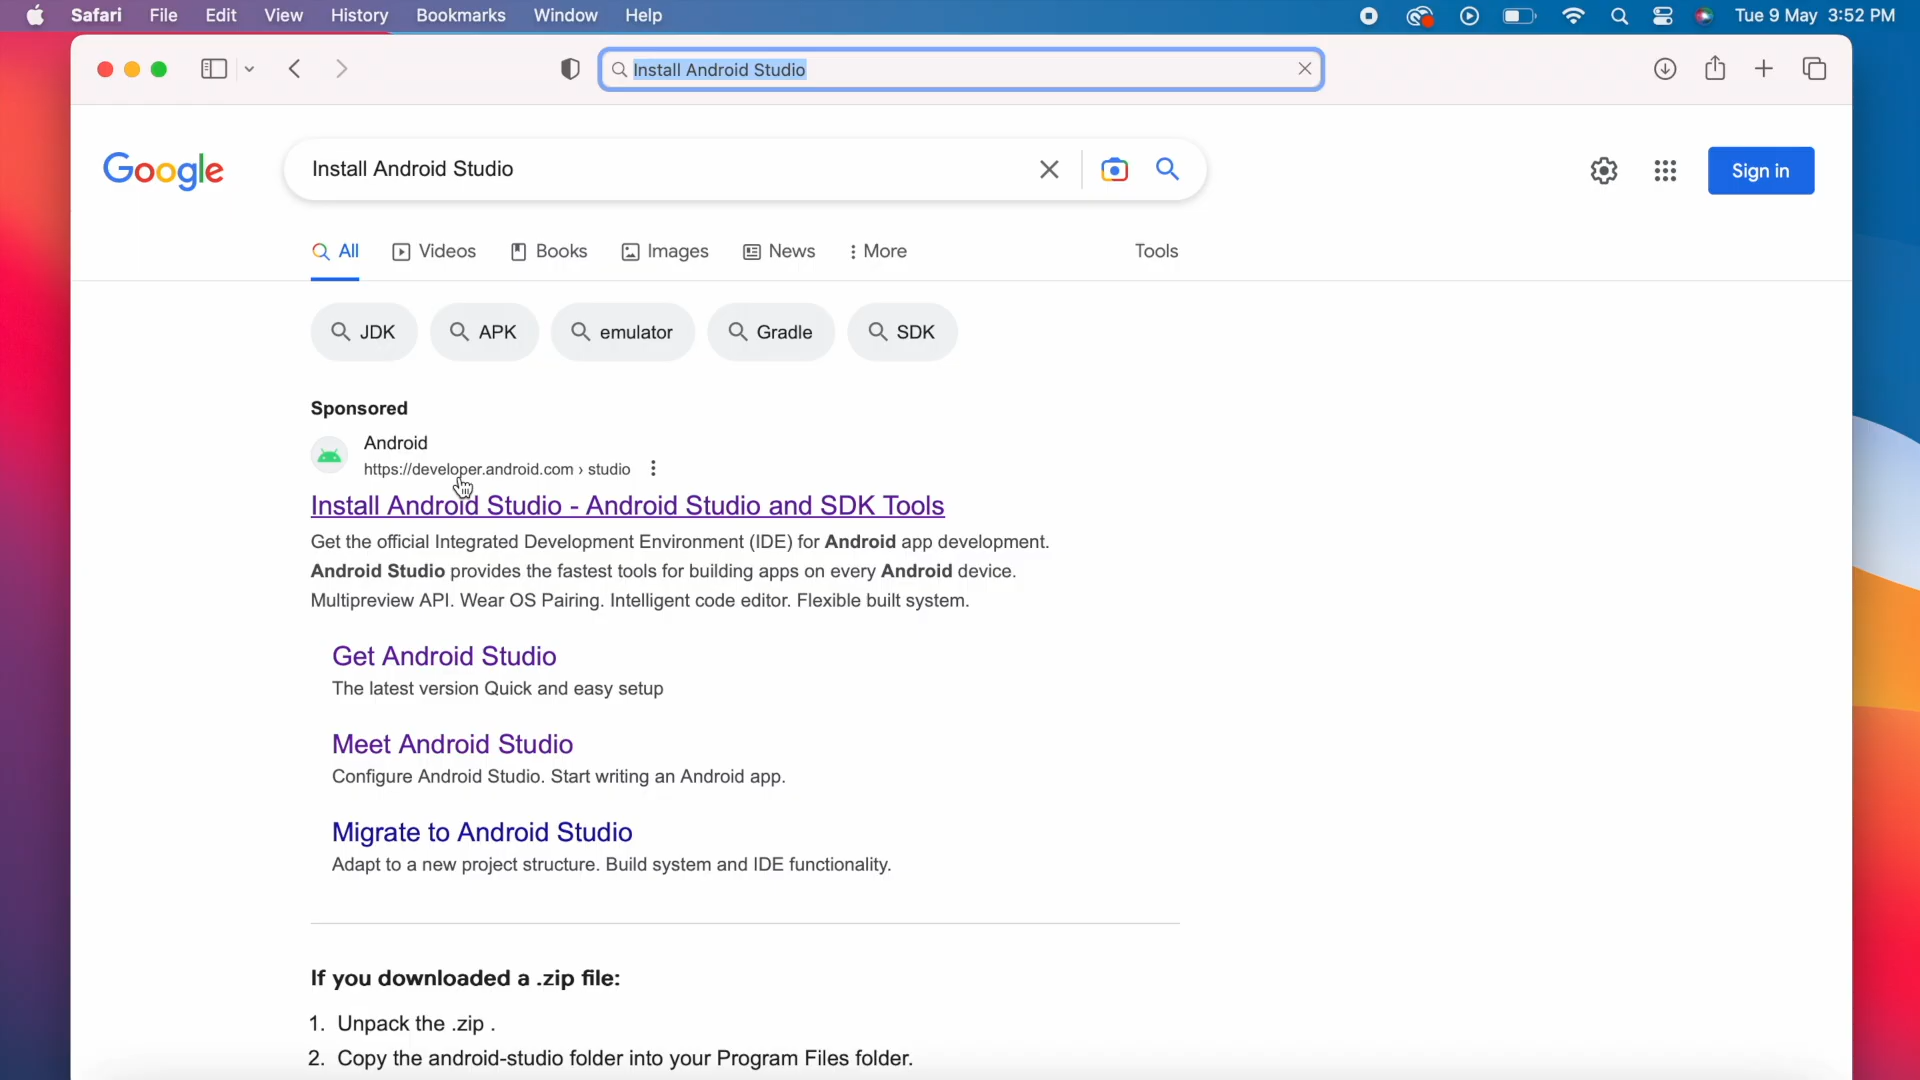 Safari File Edit View History Bookmarks Window Help Tue 9 May 3:52 PM
Install Android Studio
Google Install Android Studio Sign in
All Videos Books Images News More Tools
JDK APK emulator Gradle SDK
Sponsored
Android
https://developer.android.com › studio
Install Android Studio - Android Studio and SDK Tools
Get the official Integrated Development Environment (IDE) for Android app development.
Android Studio provides the fastest tools for building apps on every Android device.
Multipreview API. Wear OS Pairing. Intelligent code editor. Flexible built system.
Get Android Studio
The latest version Quick and easy setup
Meet Android Studio
Configure Android Studio. Start writing an Android app.
Migrate to Android Studio
Adapt to a new project structure. Build system and IDE functionality.
If you downloaded a .zip file:
1. Unpack the .zip .
2. Copy the android-studio folder into your Program Files folder.